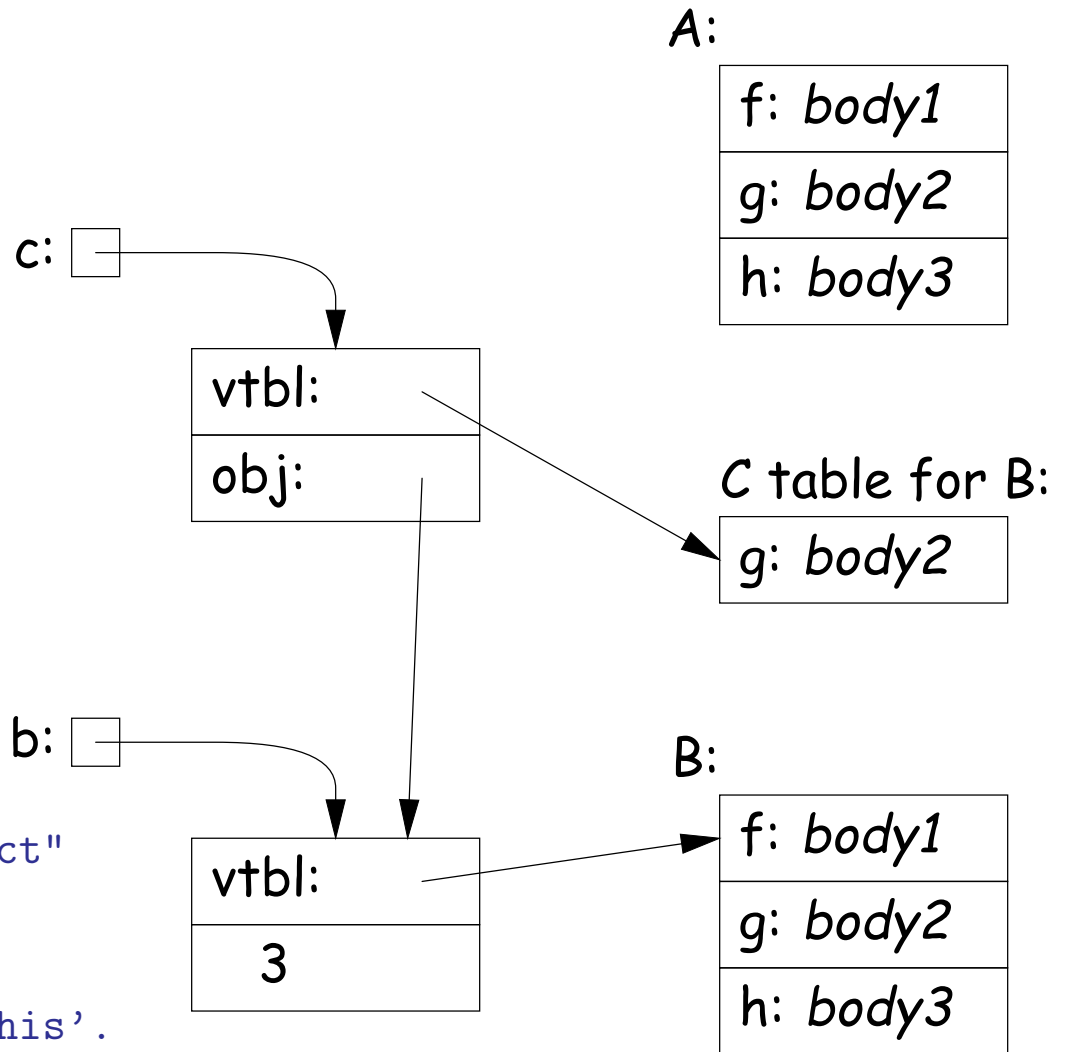 A:
f: body1
g: body2
h: body3
c:
vtbl:
obj:
C table for B:
g: body2
b:
B:
f: body1
g: body2
h: body3
vtbl:
3
ct"
his’.